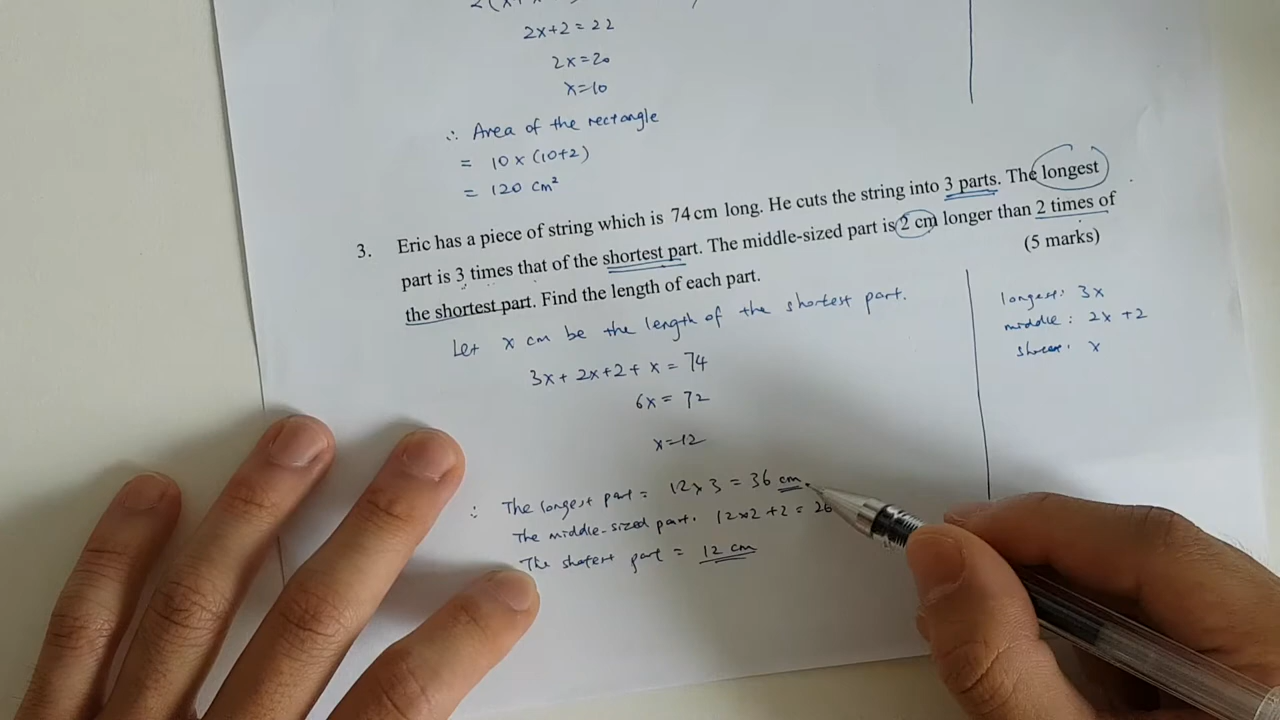 2x+2=22
2x=20
x=10
∴ Area of the rectangle
= 10 x (10+2)
= 120 cm²
3. Eric has a piece of string which is 74 cm long. He cuts the string into 3 parts. The longest
part is 3 times that of the shortest part. The middle-sized part is 2 cm longer than 2 times of
the shortest part. Find the length of each part. (5 marks)
Let x cm be the length of the shortest part.
3x + 2x+2 + x = 74
6x = 72
x=12
∴ The longest part = 12x3 = 36 cm.
The middle-sized part. 12x2 +2 = 26
The shortest part = 12 cm
longest: 3x
middle: 2x +2
x